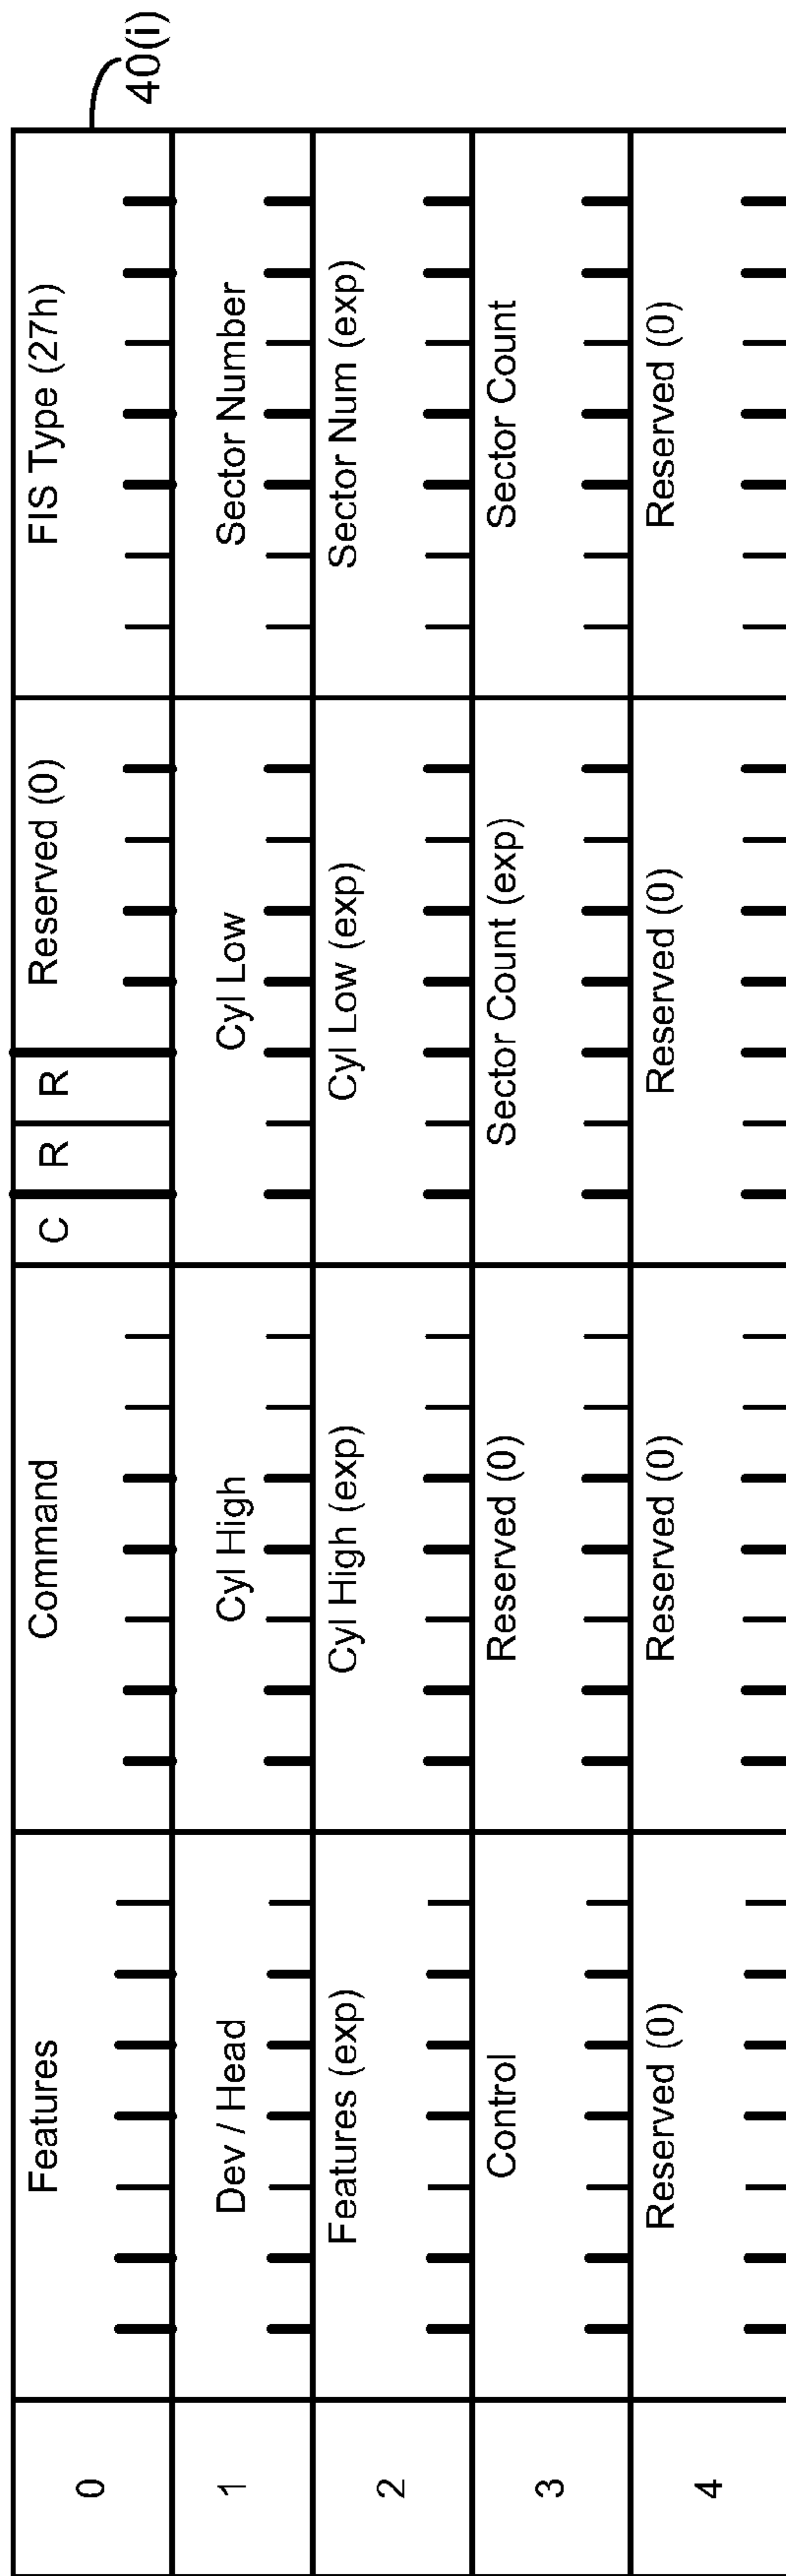 40(i)
0 Features Command C R R Reserved (0) FIS Type (27h)
1 Dev / Head Cyl High Cyl Low Sector Number
2 Features (exp) Cyl High (exp) Cyl Low (exp) Sector Num (exp)
3 Control Reserved (0) Sector Count (exp) Sector Count
4 Reserved (0) Reserved (0) Reserved (0) Reserved (0)